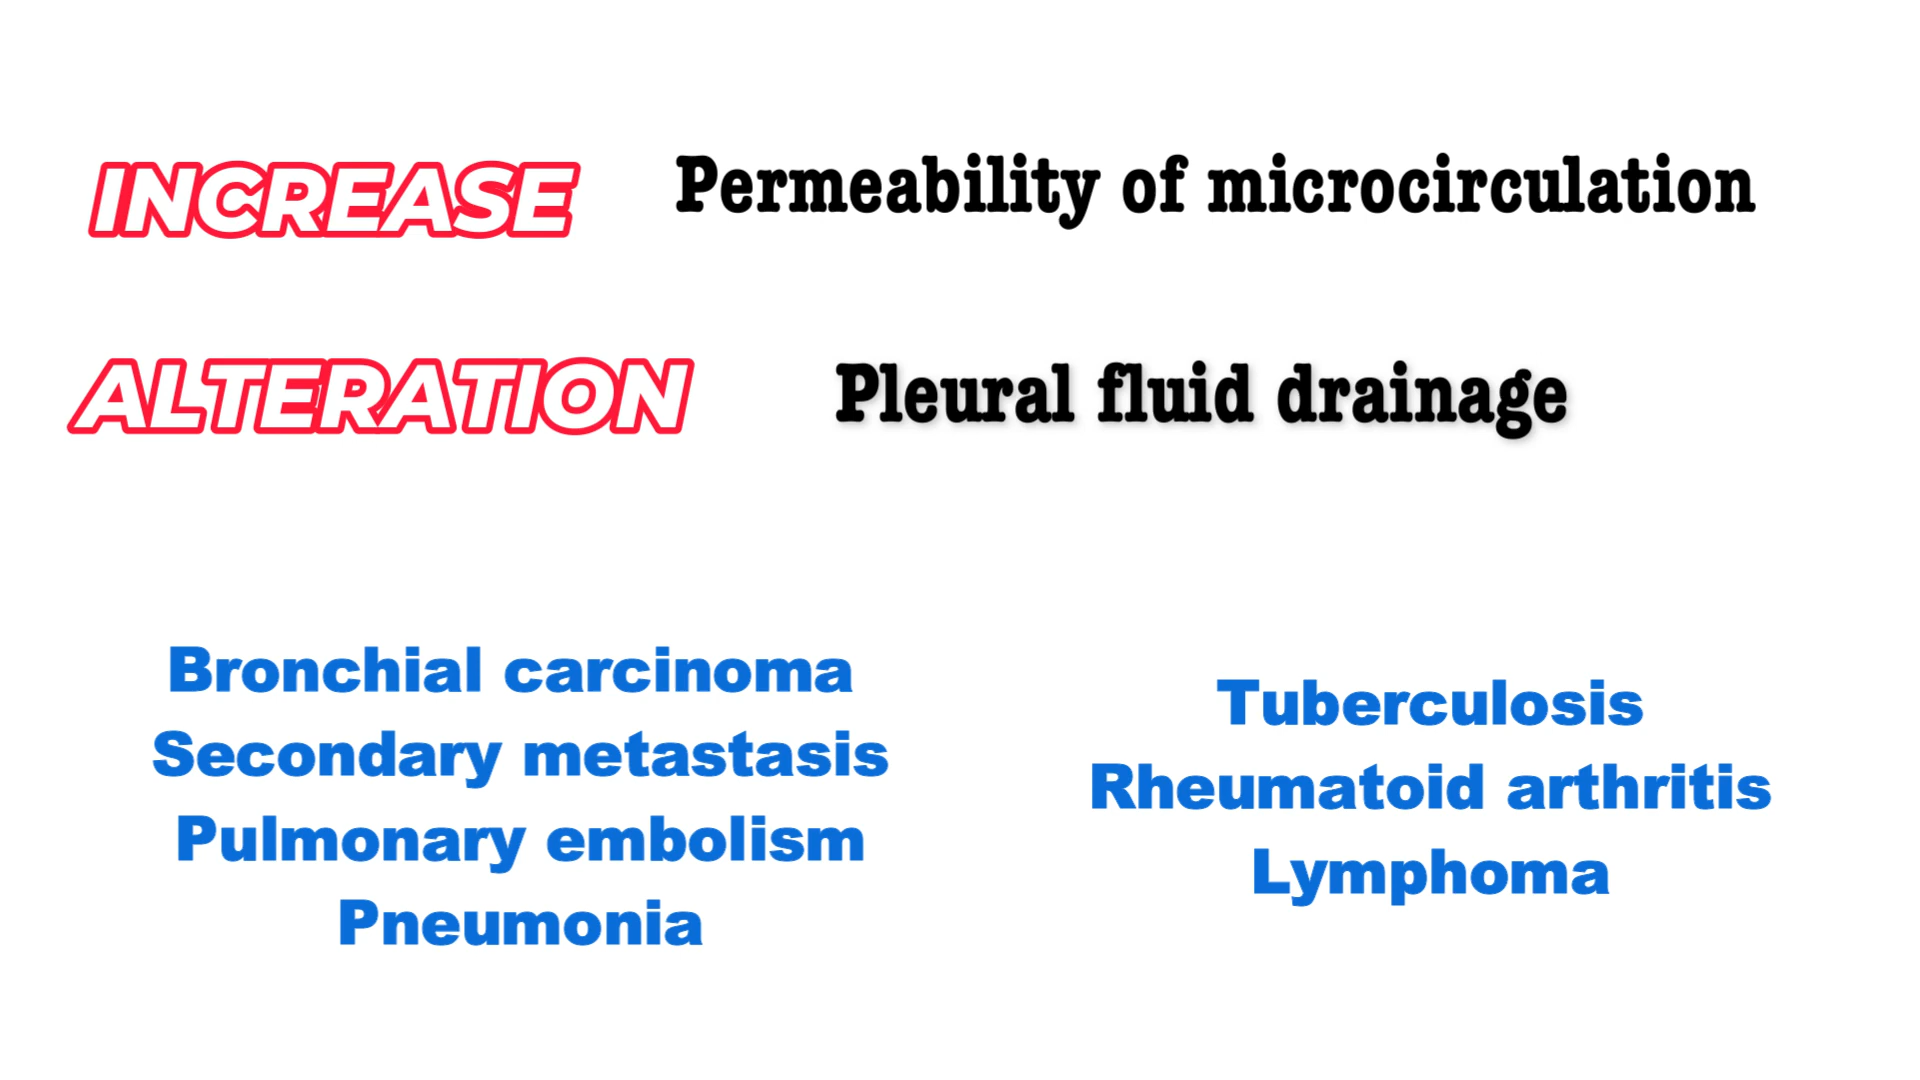 INCREASE Permeability of microcirculation
ALTERATION Pleural fluid drainage
Bronchial carcinoma
Secondary metastasis
Pulmonary embolism
Pneumonia
Tuberculosis
Rheumatoid arthritis
Lymphoma